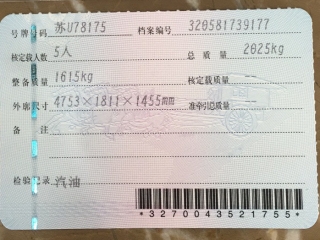 号牌号码 苏U78175 档案编号 320581739177
核定载人数 5人 总质量 2025kg
整备质量 1615kg 核定载质量 --
外廓尺寸 4753×1811×1455mm 准牵引总质量 --
备注
检验记录 汽油
*3270043521755*